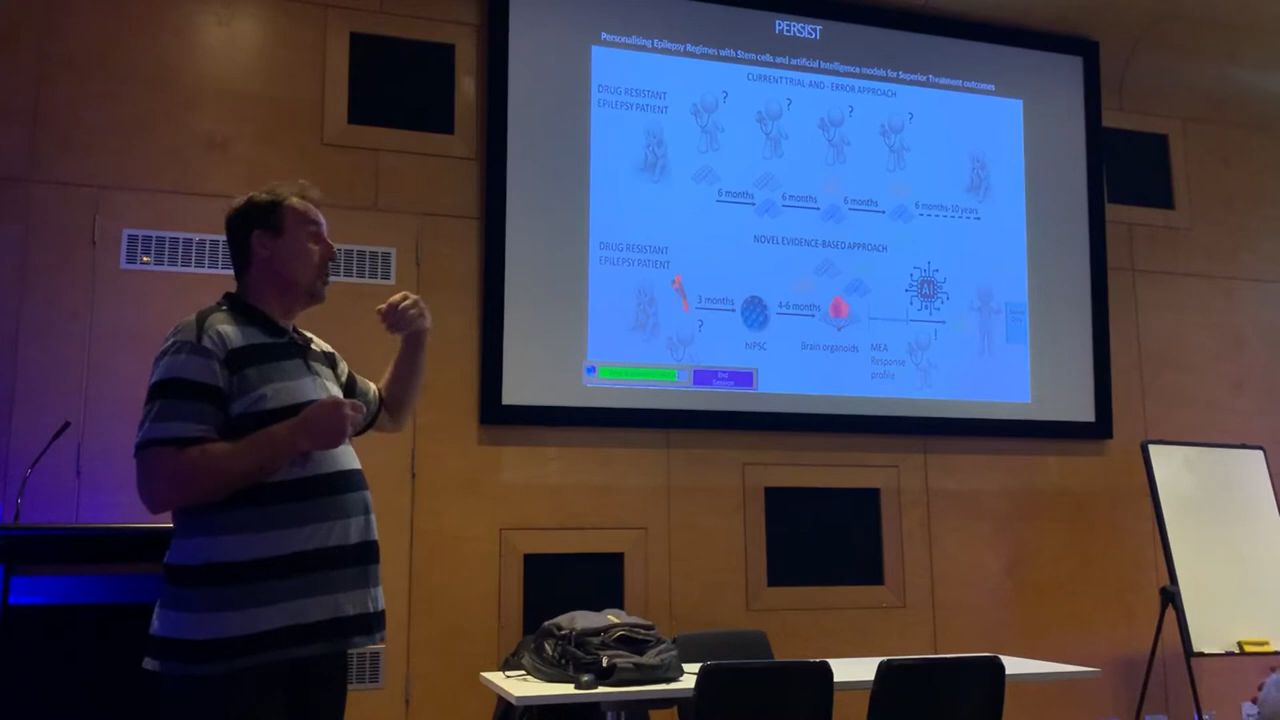 PERSIST
Personalising Epilepsy Regimes with Stem cells and artificial Intelligence models for Superior Treatment outcomes
CURRENT TRIAL-AND - ERROR APPROACH
DRUG RESISTANT
EPILEPSY PATIENT
? ? ? ?
6 months 6 months 6 months 6 months-10 years
NOVEL EVIDENCE-BASED APPROACH
DRUG RESISTANT
EPILEPSY PATIENT
AI
3 months 4-6 months
?
hiPSC Brain organoids MEA
Response
profile
End
Session